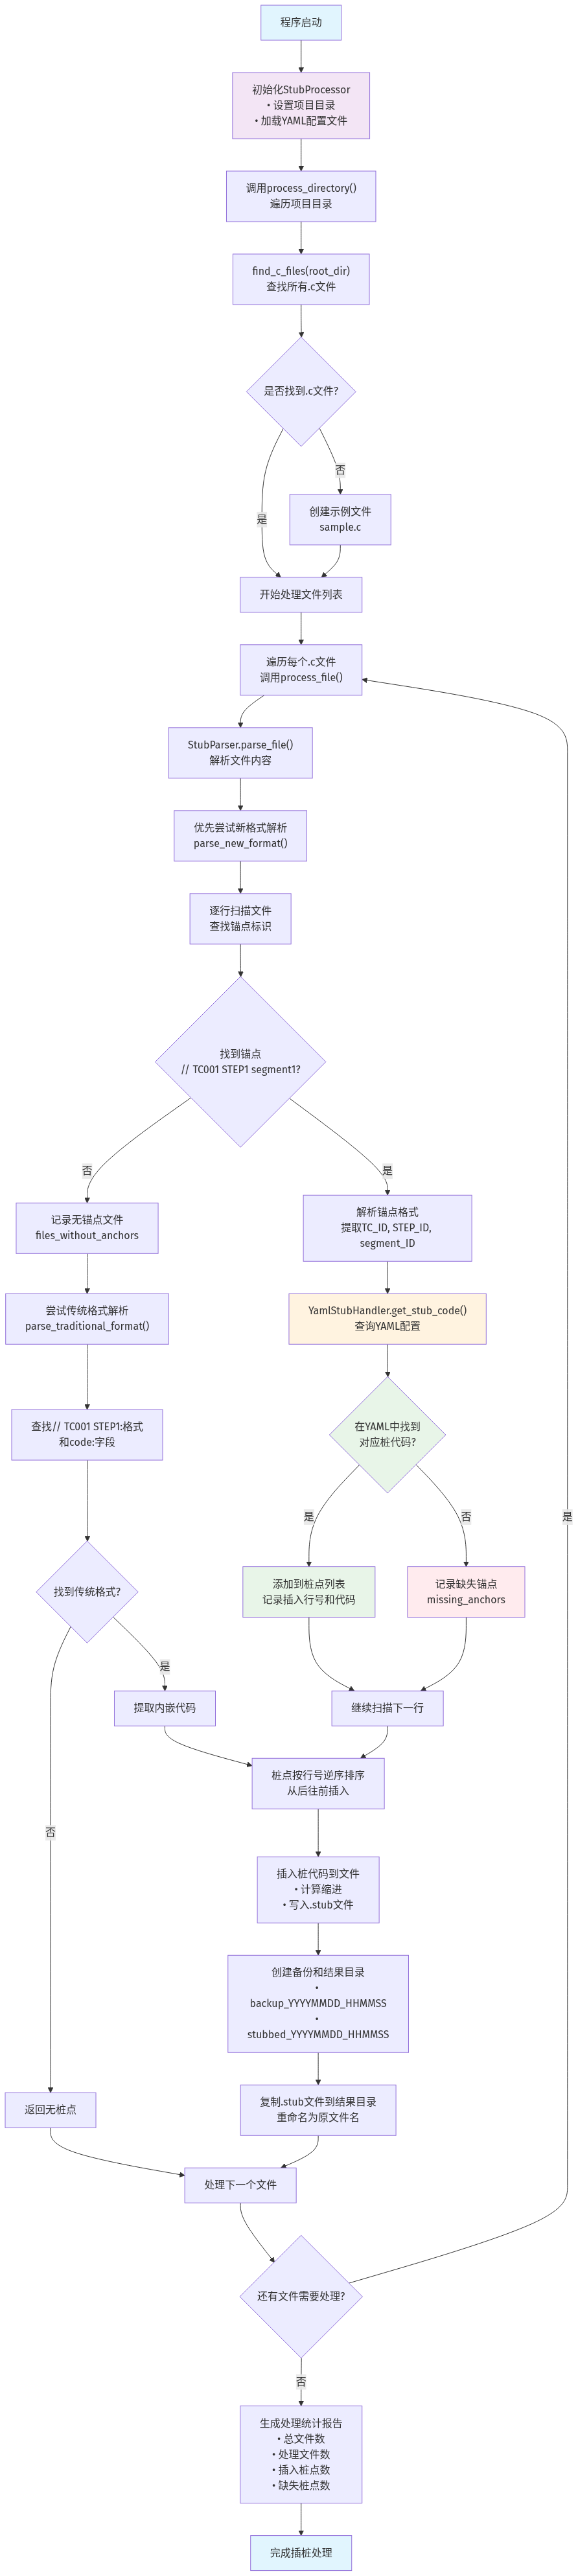 程序启动
初始化StubProcessor
• 设置项目目录
• 加载YAML配置文件
调用process_directory()
遍历项目目录
find_c_files(root_dir)
查找所有.c文件
是否找到.c文件?
否
是
创建示例文件
sample.c
开始处理文件列表
遍历每个.c文件
调用process_file()
StubParser.parse_file()
解析文件内容
优先尝试新格式解析
parse_new_format()
逐行扫描文件
查找锚点标识
找到锚点
// TC001 STEP1 segment1?
否
是
记录无锚点文件
files_without_anchors
解析锚点格式
提取TC_ID, STEP_ID,
segment_ID
尝试传统格式解析
parse_traditional_format()
YamlStubHandler.get_stub_code()
查询YAML配置
查找// TC001 STEP1:格式
和code:字段
在YAML中找到
对应桩代码?
是
否
是
找到传统格式?
添加到桩点列表
记录插入行号和代码
记录缺失锚点
missing_anchors
是
提取内嵌代码
继续扫描下一行
桩点按行号逆序排序
从后往前插入
否
插入桩代码到文件
• 计算缩进
• 写入.stub文件
创建备份和结果目录
•
backup_YYYYMMDD_HHMMSS
•
stubbed_YYYYMMDD_HHMMSS
返回无桩点
复制.stub文件到结果目录
重命名为原文件名
处理下一个文件
还有文件需要处理?
否
生成处理统计报告
• 总文件数
• 处理文件数
• 插入桩点数
• 缺失桩点数
完成插桩处理